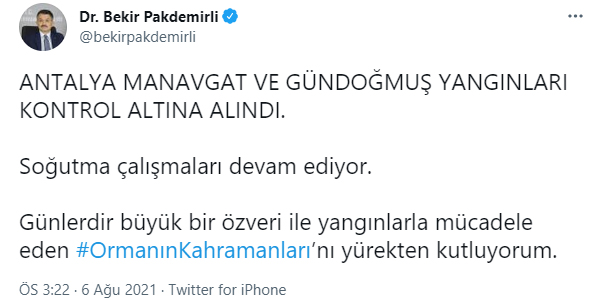 Dr. Bekir Pakdemirli
@bekirpakdemirli
ANTALYA MANAVGAT VE GÜNDOĞMUŞ YANGINLARI
KONTROL ALTINA ALINDI.
Soğutma çalışmaları devam ediyor.
Günlerdir büyük bir özveri ile yangınlarla mücadele
eden #OrmanınKahramanları’nı yürekten kutluyorum.
ÖS 3:22 · 6 Ağu 2021 · Twitter for iPhone